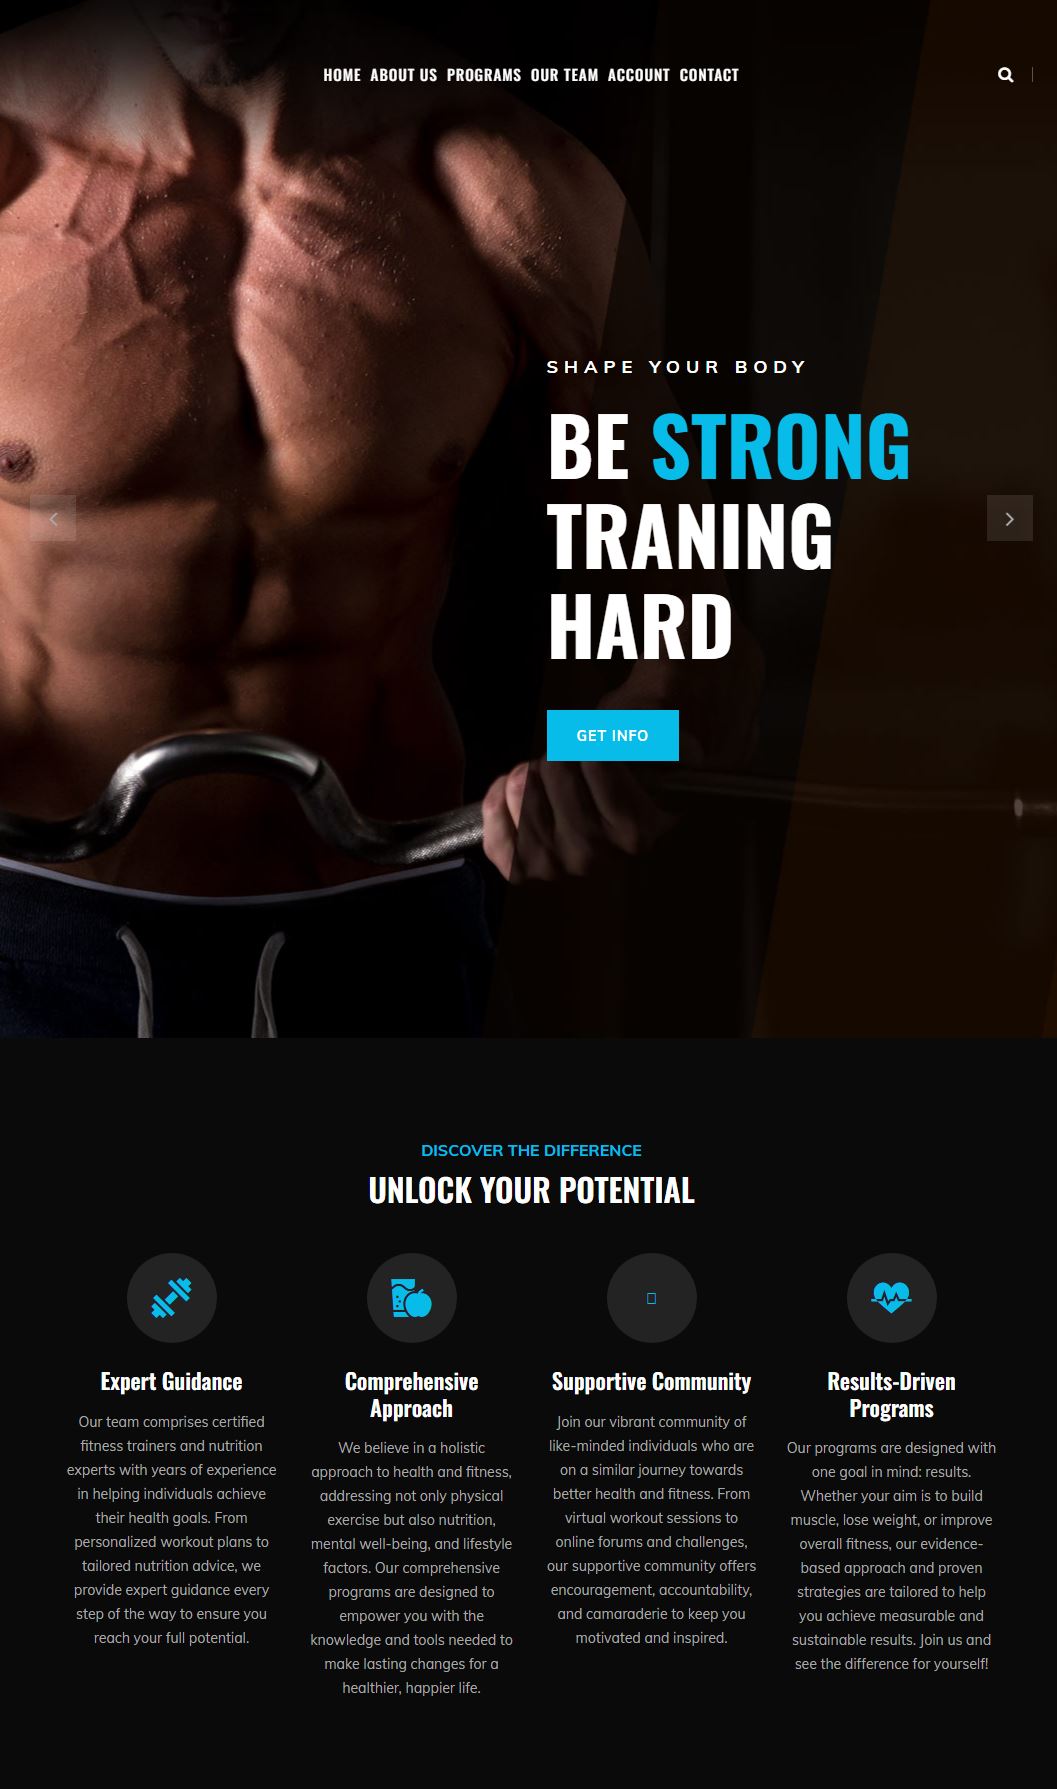 HOME ABOUT US PROGRAMS OUR TEAM ACCOUNT CONTACT
SHAPE YOUR BODY
BE STRONG
TRANING
HARD
GET INFO
DISCOVER THE DIFFERENCE
UNLOCK YOUR POTENTIAL
Expert Guidance
Our team comprises certified
fitness trainers and nutrition
experts with years of experience
in helping individuals achieve
their health goals. From
personalized workout plans to
tailored nutrition advice, we
provide expert guidance every
step of the way to ensure you
reach your full potential.
Comprehensive
Approach
We believe in a holistic
approach to health and fitness,
addressing not only physical
exercise but also nutrition,
mental well-being, and lifestyle
factors. Our comprehensive
programs are designed to
empower you with the
knowledge and tools needed to
make lasting changes for a
healthier, happier life.
Supportive Community
Join our vibrant community of
like-minded individuals who are
on a similar journey towards
better health and fitness. From
virtual workout sessions to
online forums and challenges,
our supportive community offers
encouragement, accountability,
and camaraderie to keep you
motivated and inspired.
Results-Driven
Programs
Our programs are designed with
one goal in mind: results.
Whether your aim is to build
muscle, lose weight, or improve
overall fitness, our evidence-
based approach and proven
strategies are tailored to help
you achieve measurable and
sustainable results. Join us and
see the difference for yourself!